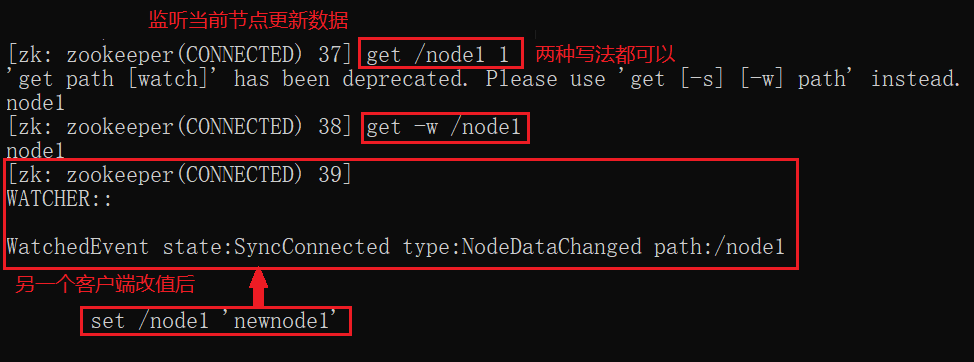 监听当前节点更新数据
[zk: zookeeper(CONNECTED) 37] get /node1 1 两种写法都可以
'get path [watch]' has been deprecated. Please use 'get [-s] [-w] path' instead.
node1
[zk: zookeeper(CONNECTED) 38] get -w /node1
node1
[zk: zookeeper(CONNECTED) 39]
WATCHER::
WatchedEvent state:SyncConnected type:NodeDataChanged path:/node1
另一个客户端改值后
set /node1 'newnode1'